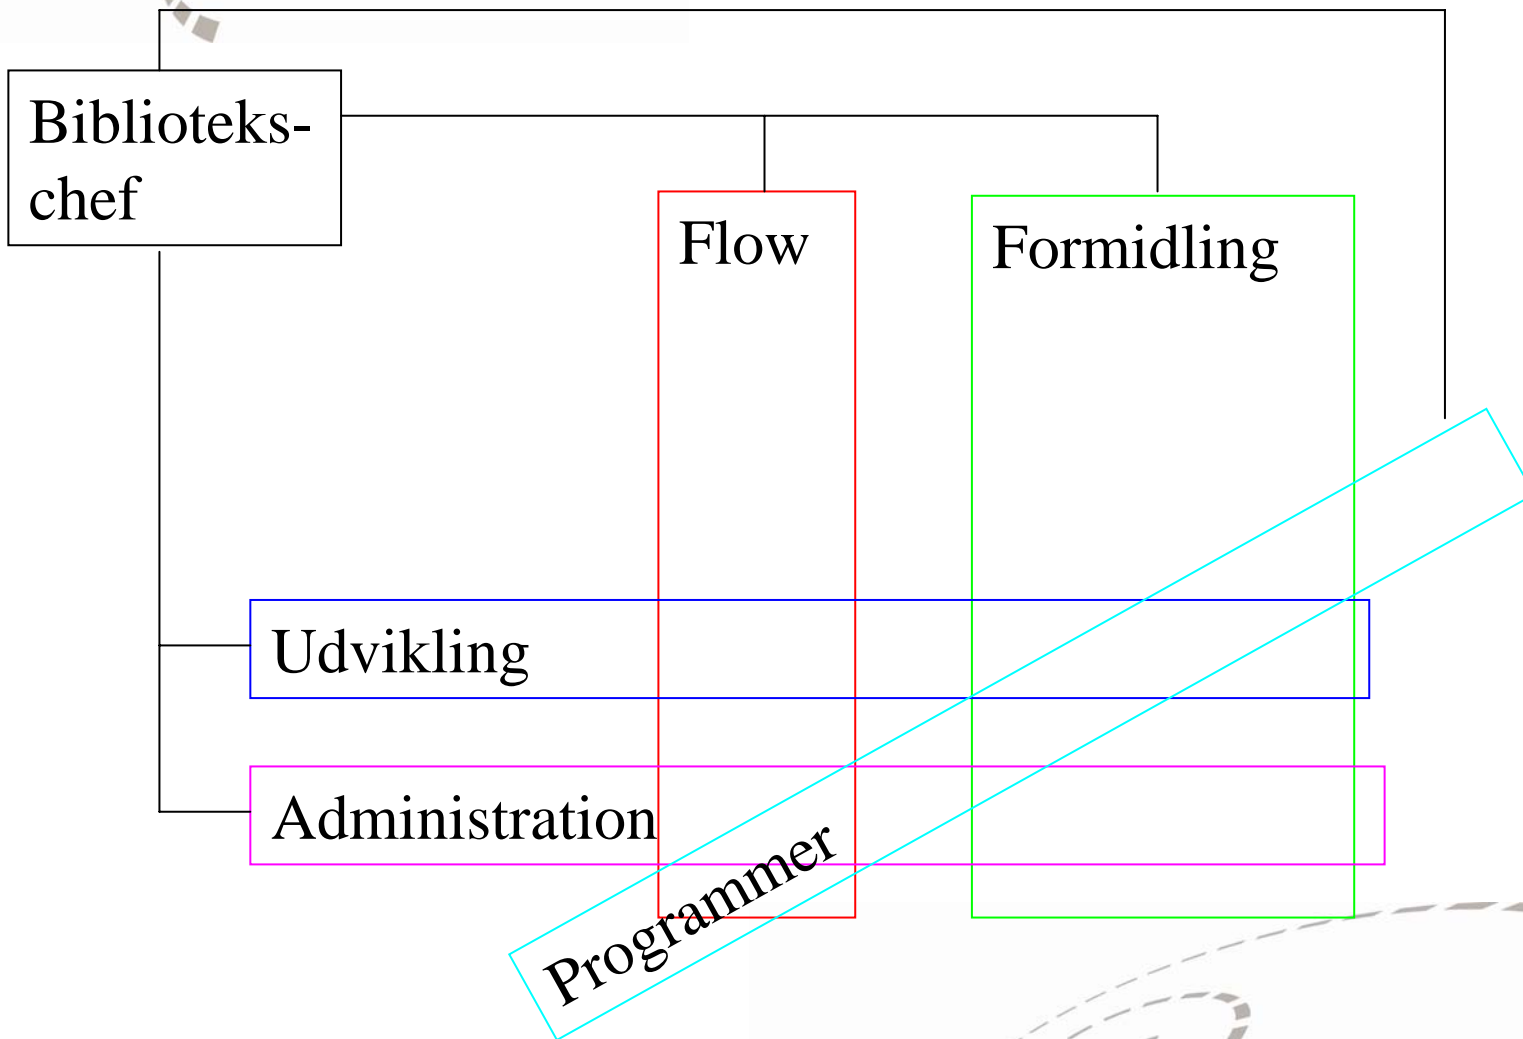 Biblioteks-
chef
Flow
Formidling
Udvikling
Administration
Programmer